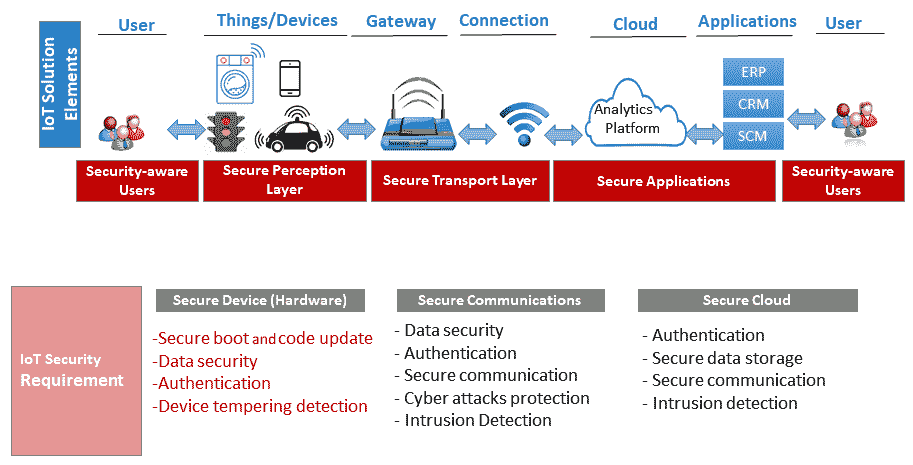 User
Things/Devices
Gateway
Connection
Cloud
Applications
User
IoT Solution
Elements
Analytics
Platform
ERP
CRM
SCM
Security-aware
Users
Secure Perception
Layer
Secure Transport Layer
Secure Applications
Security-aware
Users
IoT Security
Requirement
Secure Device (Hardware)
-Secure boot and code update
-Data security
-Authentication
-Device tempering detection
Secure Communications
- Data security
- Authentication
- Secure communication
- Cyber attacks protection
- Intrusion Detection
Secure Cloud
- Authentication
- Secure data storage
- Secure communication
- Intrusion detection